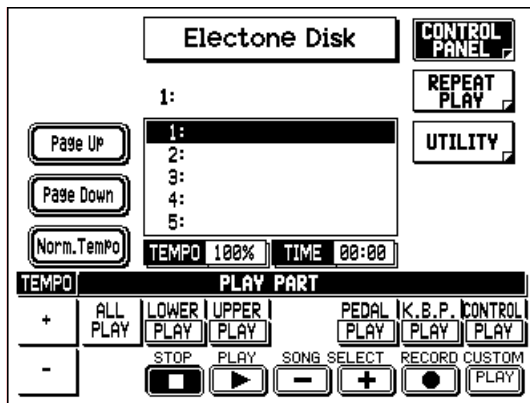 Electone Disk
CONTROL PANEL
REPEAT PLAY
UTILITY
1:
1:
2:
3:
4:
5:
Page Up
Page Down
Norm.Tempo
TEMPO 100% TIME 00:00
TEMPO PLAY PART
+ ALL PLAY LOWER PLAY UPPER PLAY PEDAL PLAY K.B.P. PLAY CONTROL PLAY
- STOP PLAY SONG SELECT RECORD CUSTOM PLAY
- +